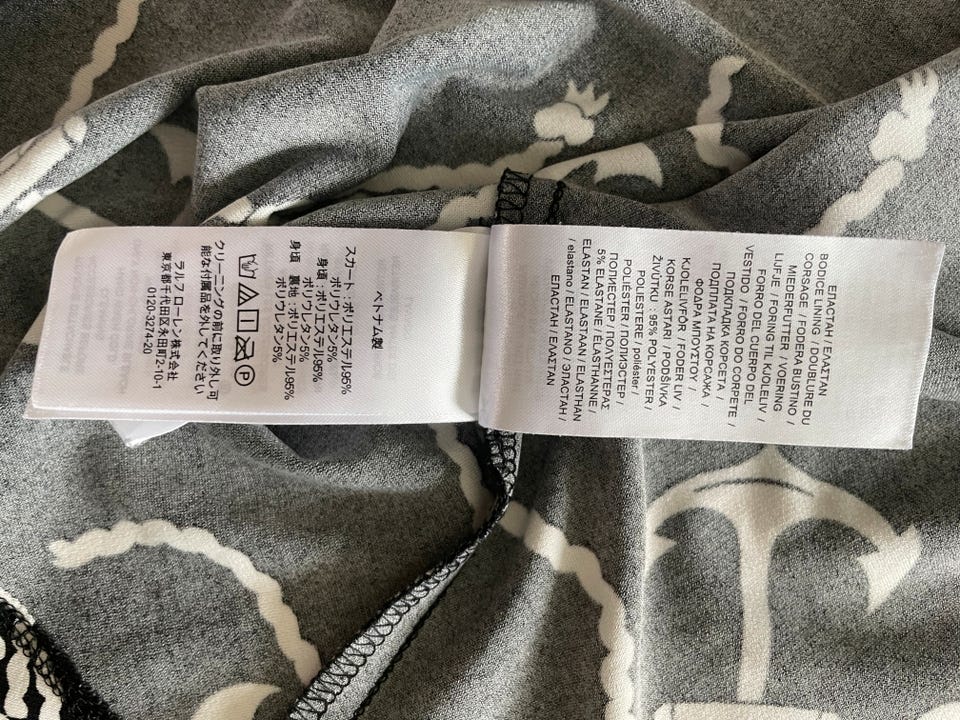 ベトナム製
スカート:ポリエステル95%
ポリウレタン5%
身頃:ポリエステル95%
ポリウレタン5%
身頃 裏地:ポリエステル95%
ポリウレタン5%
クリーニングの前に取り外し可
能な付属品を外してください
ラルフ ローレン株式会社
東京都千代田区永田町2-10-1
0120-3274-20
ΕΠΑCΤΑΗ / ΕΛΑΣΤΑΝ
BODICE LINING / DOUBLURE DU
CORSAGE / FODERA BUSTINO /
MIEDERFUTTER / VOERING
LIJFJE / FORING TIL KJOLELIV /
FORRO DEL CUERPO DEL
VESTIDO / FORRO DO CORPETE /
ПОДКЛАДКА КОРСЕТА /
ПОДПЛАТА НА КОРСАЖА /
ΦΟΔΡΑ ΜΠΟΥΣΤΟΥ /
KJOLELIVFÔR / FODER LIV /
KORSE ASTARI / PODŠÍVKA
ŽIVŮTKU : 95% POLYESTER /
POLIESTERE / poliéster /
POLIÉSTER / ПОЛИЭСТЕР /
ПОЛИЕСТЕР / ΠΟΛΥΕΣΤΕΡΑΣ
5% ELASTANE / ÉLASTHANNE /
ELASTAN / ELASTAAN / ELASTHAN
/ elastano / ELASTANO / ЭЛАСТАН /
ЕЛАСТАН / ΕΛΑΣΤΑΝ